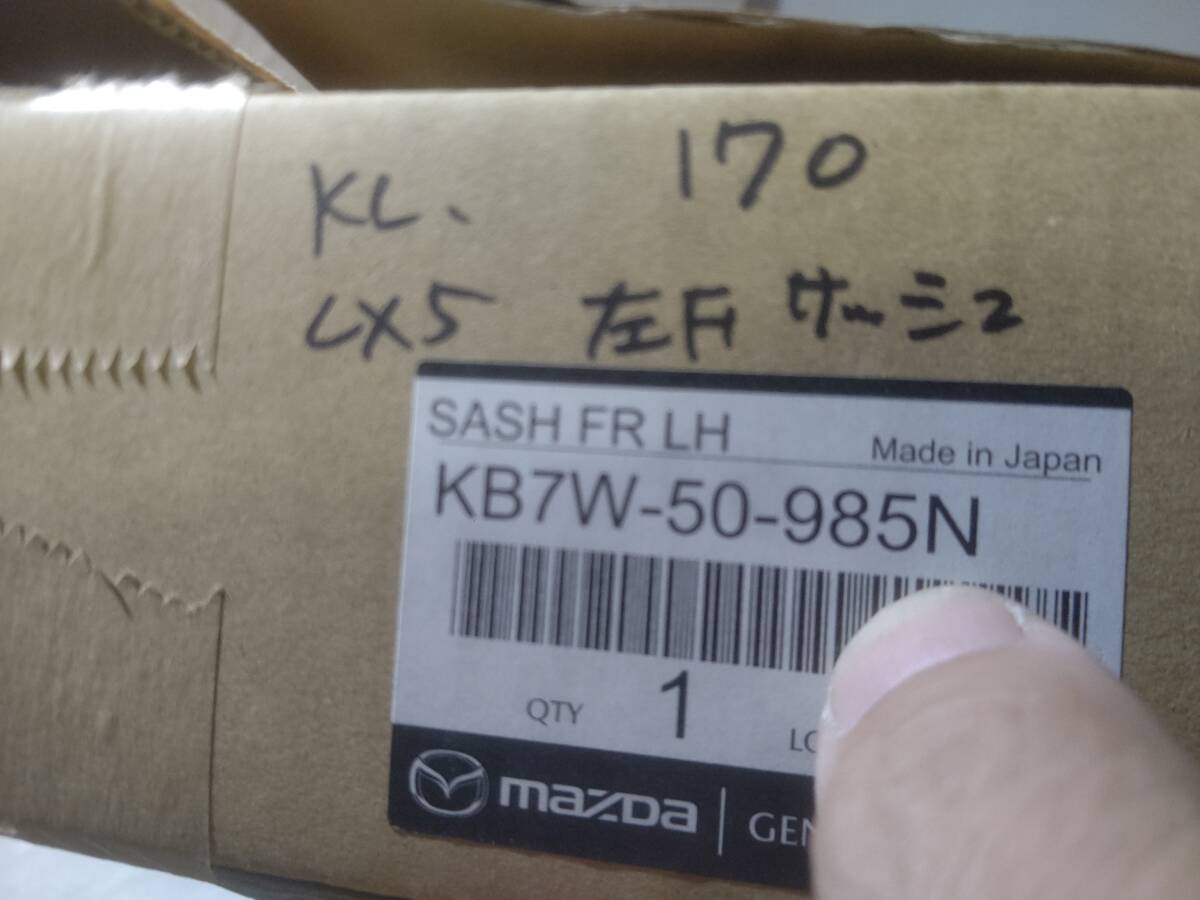 KL、 170
CX5 左F サッシュ
SASH FR LH
Made in Japan
KB7W-50-985N
QTY 1
mazda